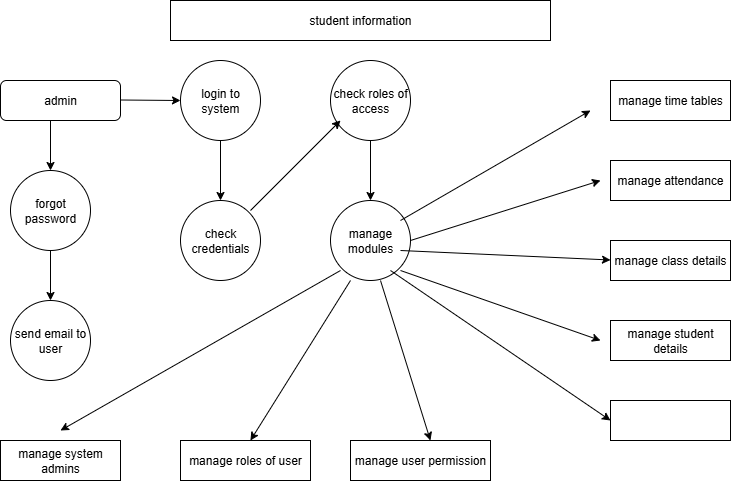 student information
admin
login to
system
check roles of
access
manage time tables
forgot
password
check
credentials
manage
modules
manage attendance
manage class details
send email to
user
manage student
details
manage system
admins
manage roles of user
manage user permission